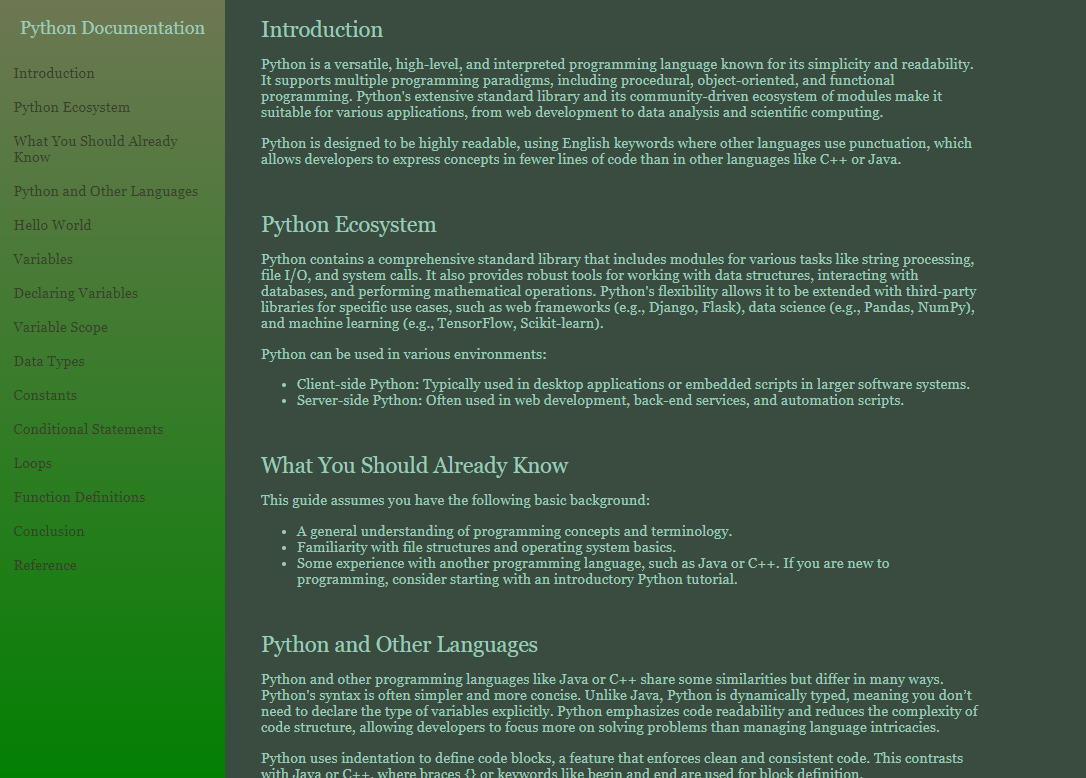 Python Documentation
Introduction
Python Ecosystem
What You Should Already
Know
Python and Other Languages
Hello World
Variables
Declaring Variables
Variable Scope
Data Types
Constants
Conditional Statements
Loops
Function Definitions
Conclusion
Reference
Introduction
Python is a versatile, high-level, and interpreted programming language known for its simplicity and readability.
It supports multiple programming paradigms, including procedural, object-oriented, and functional
programming. Python's extensive standard library and its community-driven ecosystem of modules make it
suitable for various applications, from web development to data analysis and scientific computing.
Python is designed to be highly readable, using English keywords where other languages use punctuation, which
allows developers to express concepts in fewer lines of code than in other languages like C++ or Java.
Python Ecosystem
Python contains a comprehensive standard library that includes modules for various tasks like string processing,
file I/O, and system calls. It also provides robust tools for working with data structures, interacting with
databases, and performing mathematical operations. Python's flexibility allows it to be extended with third-party
libraries for specific use cases, such as web frameworks (e.g., Django, Flask), data science (e.g., Pandas, NumPy),
and machine learning (e.g., TensorFlow, Scikit-learn).
Python can be used in various environments:
• Client-side Python: Typically used in desktop applications or embedded scripts in larger software systems.
• Server-side Python: Often used in web development, back-end services, and automation scripts.
What You Should Already Know
This guide assumes you have the following basic background:
• A general understanding of programming concepts and terminology.
• Familiarity with file structures and operating system basics.
• Some experience with another programming language, such as Java or C++. If you are new to
programming, consider starting with an introductory Python tutorial.
Python and Other Languages
Python and other programming languages like Java or C++ share some similarities but differ in many ways.
Python's syntax is often simpler and more concise. Unlike Java, Python is dynamically typed, meaning you don’t
need to declare the type of variables explicitly. Python emphasizes code readability and reduces the complexity of
code structure, allowing developers to focus more on solving problems than managing language intricacies.
Python uses indentation to define code blocks, a feature that enforces clean and consistent code. This contrasts
with Java or C++, where braces {} or keywords like begin and end are used for block definition.